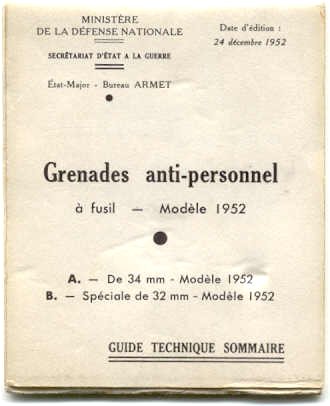 MINISTÈRE
DE LA DÉFENSE NATIONALE
SECRÉTARIAT D'ÉTAT A LA GUERRE
État-Major - Bureau ARMET
Date d'édition :
24 décembre 1952
Grenades anti-personnel
à fusil — Modèle 1952
A. — De 34 mm - Modèle 1952
B. — Spéciale de 32 mm - Modèle 1952
GUIDE TECHNIQUE SOMMAIRE